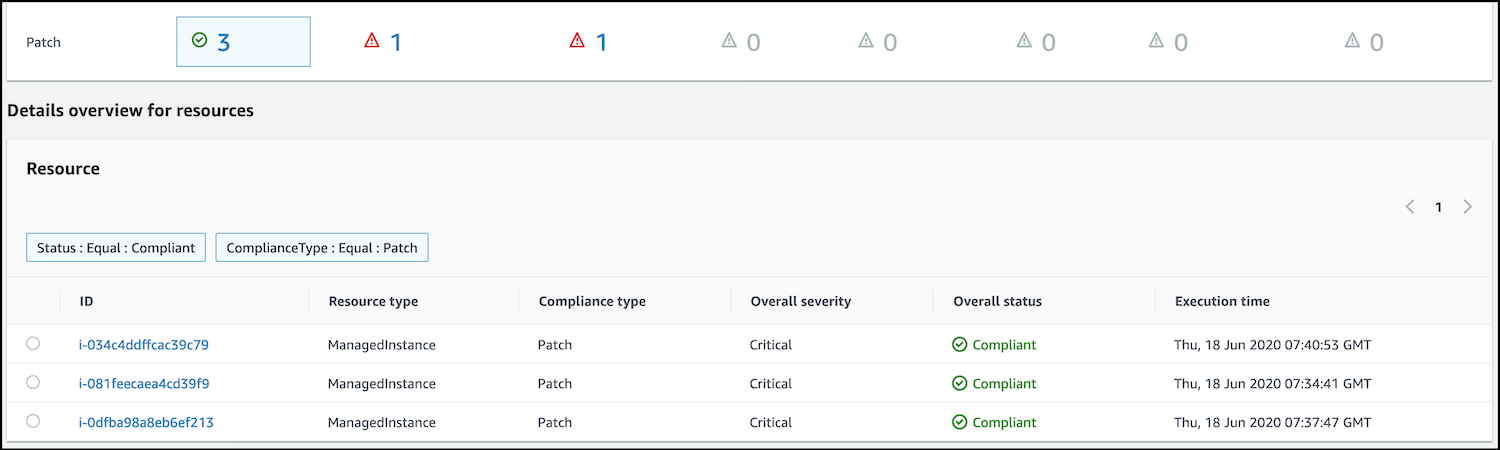 Patch 3 1 1 0 0 0 0 0
Details overview for resources
Resource
1
Status : Equal : Compliant ComplianceType : Equal : Patch
ID Resource type Compliance type Overall severity Overall status Execution time
i-034c4ddffcac39c79 ManagedInstance Patch Critical Compliant Thu, 18 Jun 2020 07:40:53 GMT
i-081feecaea4cd39f9 ManagedInstance Patch Critical Compliant Thu, 18 Jun 2020 07:34:41 GMT
i-0dfba98a8eb6ef213 ManagedInstance Patch Critical Compliant Thu, 18 Jun 2020 07:37:47 GMT